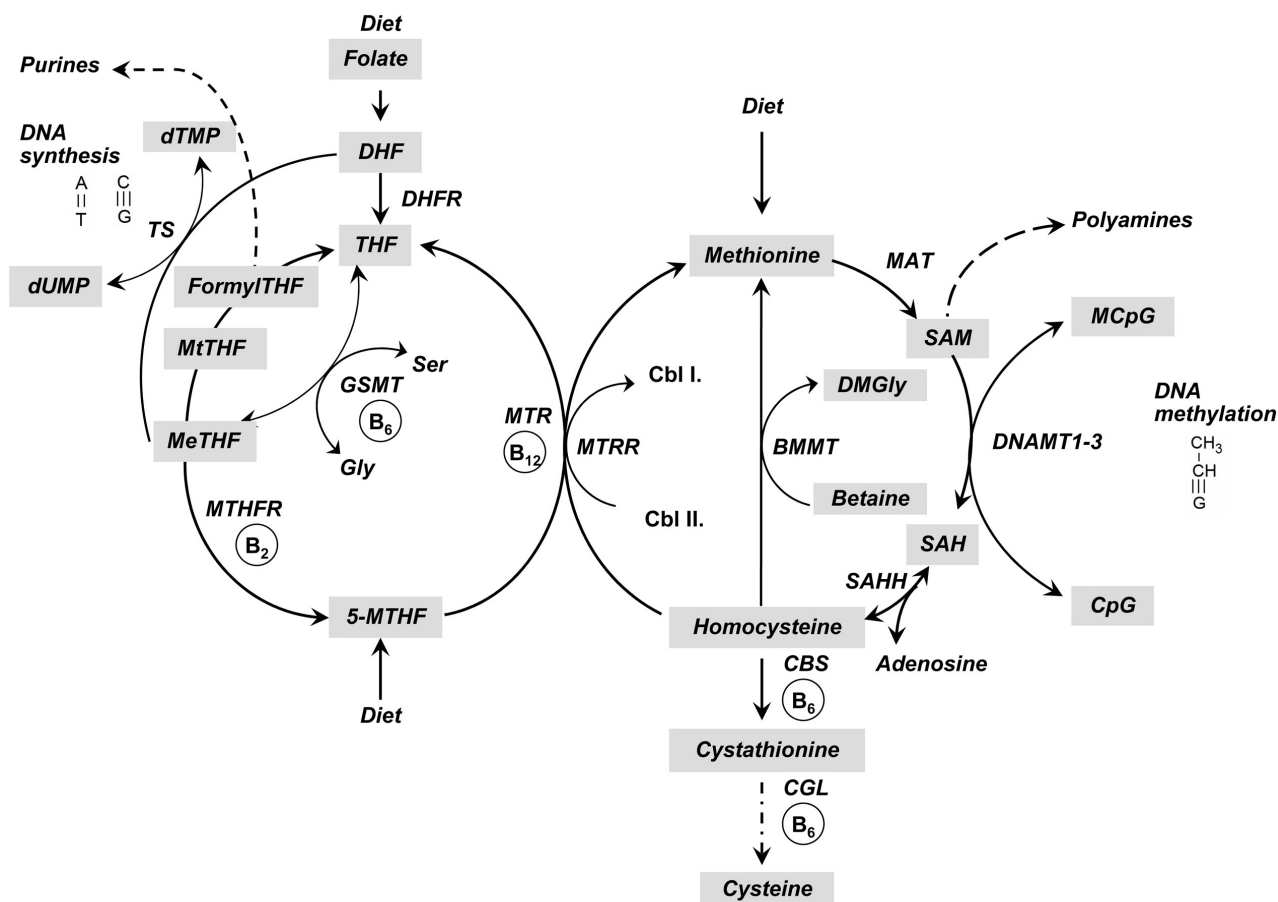 Diet
Folate
Purines
Diet
DNA
synthesis
dTMP
DHF
A
T
C
G
DHFR
TS
THF
Polyamines
Methionine
MAT
dUMP
FormylTHF
MCpG
SAM
MtTHF
Ser
GSMT
B6
Cbl I.
DMGly
DNA
methylation
MTR
B12
MTRR
BMMT
DNAMT1-3
CH3
CH
G
MeTHF
Gly
Betaine
MTHFR
B2
Cbl II.
SAH
SAHH
5-MTHF
CpG
Homocysteine
Adenosine
CBS
B6
Diet
Cystathionine
CGL
B6
Cysteine